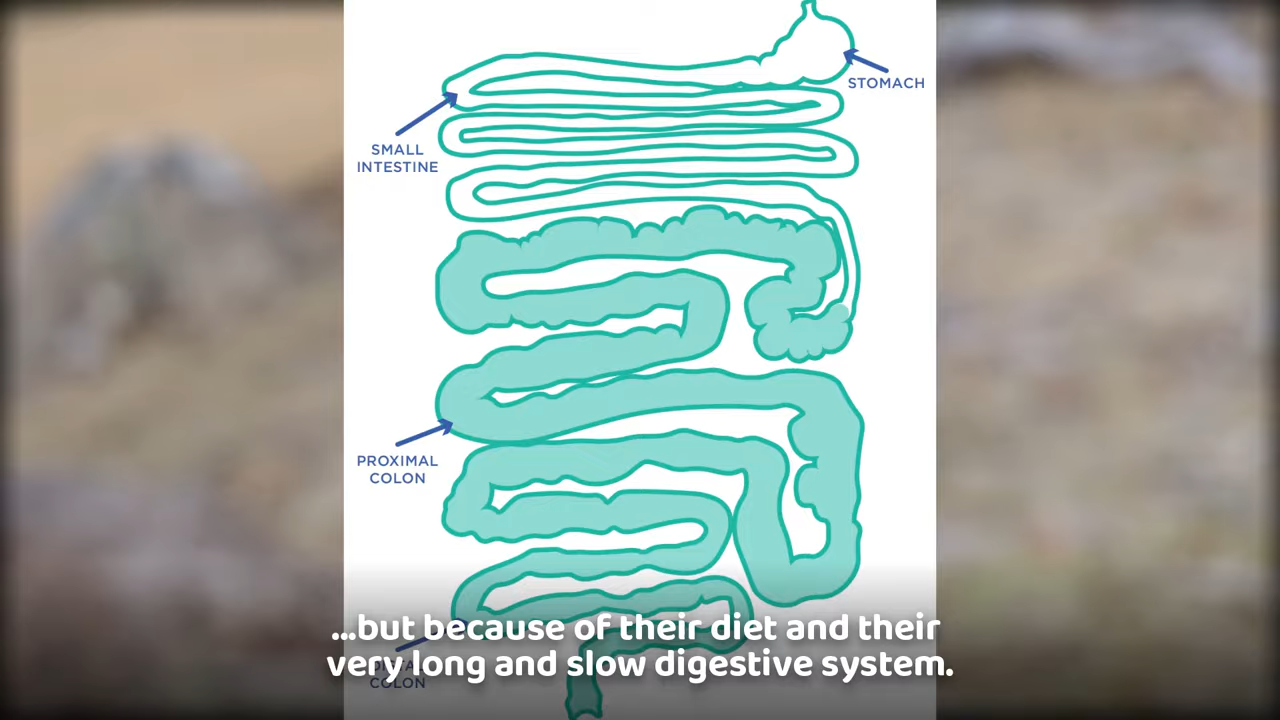 STOMACH
SMALL
INTESTINE
PROXIMAL
COLON
...but because of their diet and their
very long and slow digestive system.
COLON